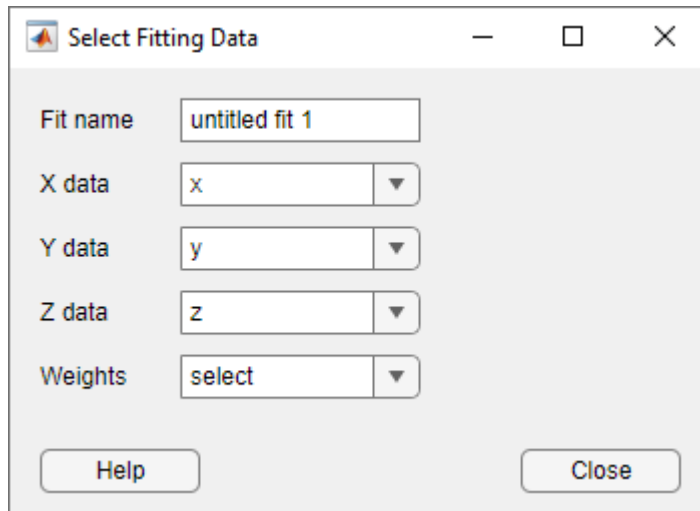 Select Fitting Data
Fit name untitled fit 1
X data x
Y data y
Z data z
Weights select
Help Close